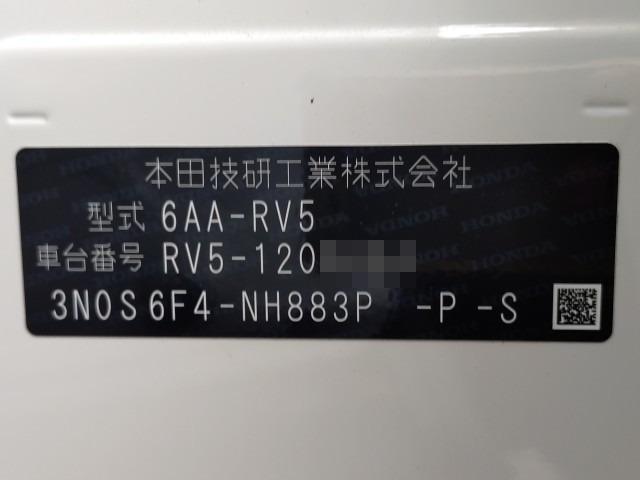 本田技研工業株式会社
型式 6AA-RV5
車台番号 RV5-120
3N0S6F4-NH883P -P -S